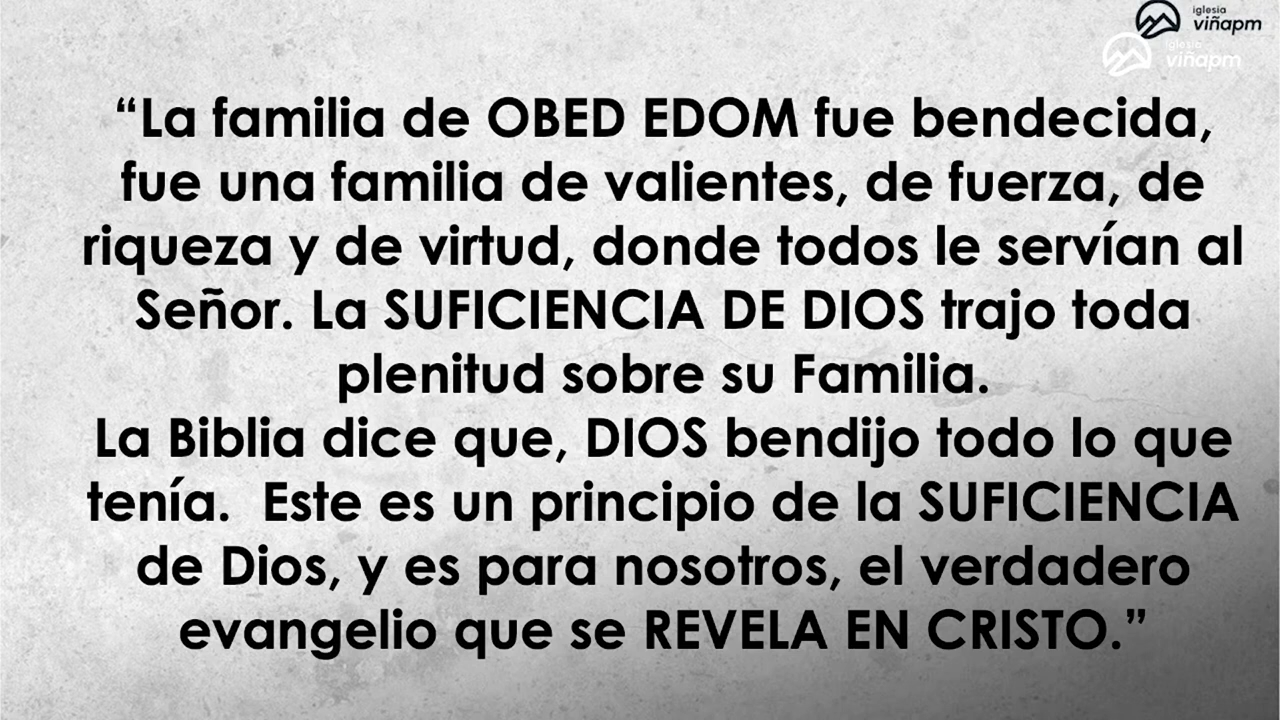 iglesia
viñapm
iglesia
viñapm
“La familia de OBED EDOM fue bendecida,
fue una familia de valientes, de fuerza, de
riqueza y de virtud, donde todos le servían al
Señor. La SUFICIENCIA DE DIOS trajo toda
plenitud sobre su Familia.
La Biblia dice que, DIOS bendijo todo lo que
tenía.  Este es un principio de la SUFICIENCIA
de Dios, y es para nosotros, el verdadero
evangelio que se REVELA EN CRISTO.”